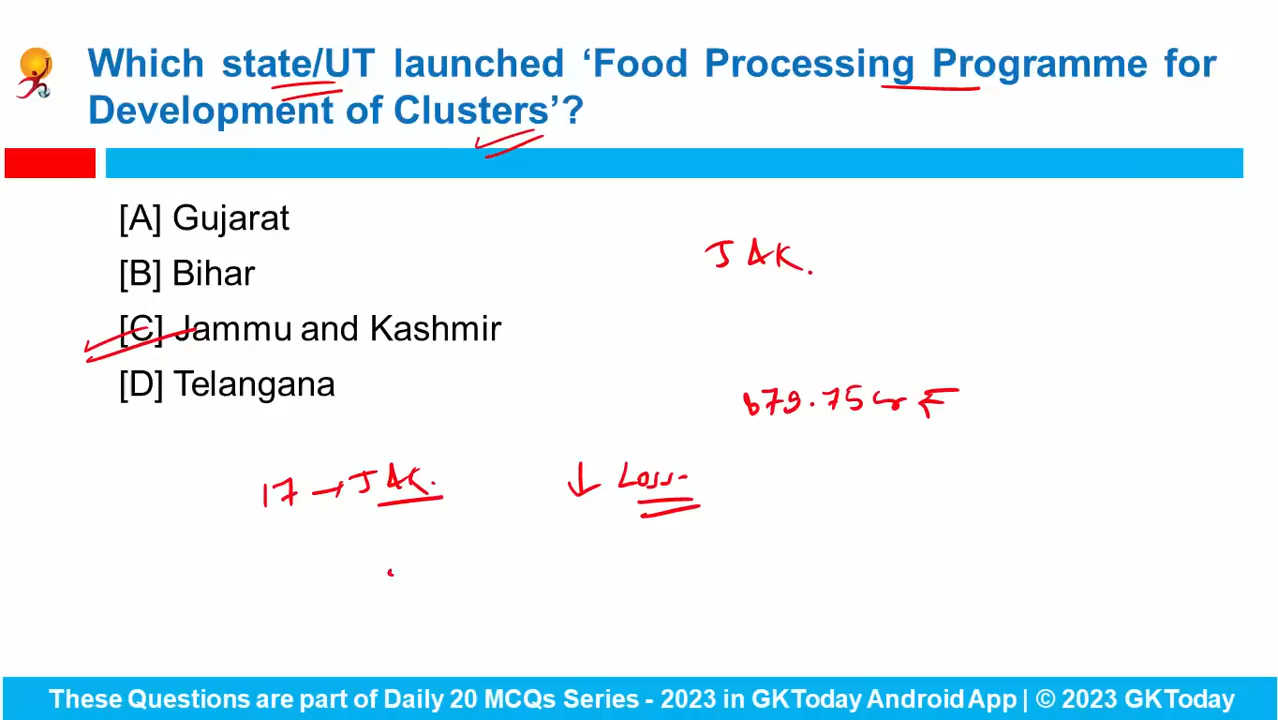 Which state/UT launched ‘Food Processing Programme for
Development of Clusters’?
[A] Gujarat
[B] Bihar
[C] Jammu and Kashmir
[D] Telangana
J &K.
679.75 Cr
17 → J &K.
↓ Loss
These Questions are part of Daily 20 MCQs Series - 2023 in GKToday Android App | © 2023 GKToday